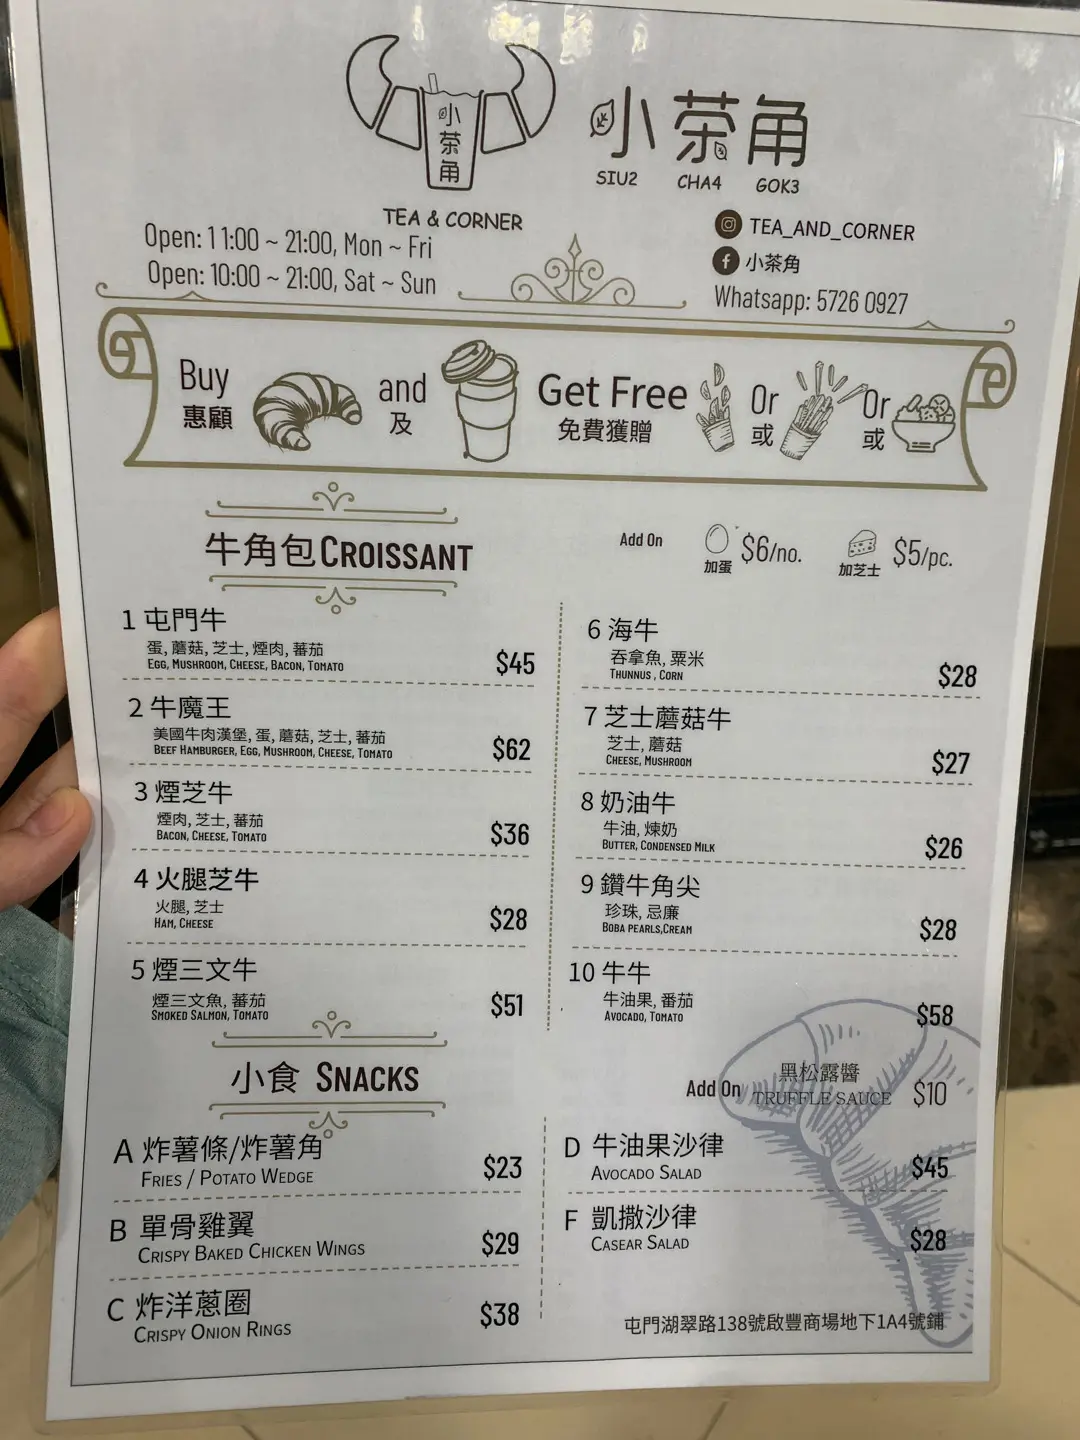 小茶角
TEA & CORNER
小茶角
SIU2 CHA4 GOK3
Open: 11:00 ~ 21:00, Mon ~ Fri
Open: 10:00 ~ 21:00, Sat ~ Sun
TEA_AND_CORNER
小茶角
Whatsapp: 5726 0927
Buy and Get Free Or Or
惠顧 及 免費獲贈 或 或
牛角包 CROISSANT
Add On $6/no. $5/pc.
加蛋 加芝士
1 屯門牛
蛋, 蘑菇, 芝士, 煙肉, 蕃茄
EGG, MUSHROOM, CHEESE, BACON, TOMATO $45
2 牛魔王
美國牛肉漢堡, 蛋, 蘑菇, 芝士, 蕃茄
BEEF HAMBURGER, EGG, MUSHROOM, CHEESE, TOMATO $62
3 煙芝牛
煙肉, 芝士, 蕃茄
BACON, CHEESE, TOMATO $36
4 火腿芝牛
火腿, 芝士
HAM, CHEESE $28
5 煙三文牛
煙三文魚, 蕃茄
SMOKED SALMON, TOMATO $51
6 海牛
吞拿魚, 粟米
THUNNUS , CORN $28
7 芝士蘑菇牛
芝士, 蘑菇
CHEESE, MUSHROOM $27
8 奶油牛
牛油, 煉奶
BUTTER, CONDENSED MILK $26
9 鑽牛角尖
珍珠, 忌廉
BOBA PEARLS,CREAM $28
10 牛牛
牛油果, 番茄
AVOCADO, TOMATO $58
小食 SNACKS
Add On 黑松露醬
TRUFFLE SAUCE $10
A 炸薯條/炸薯角
FRIES / POTATO WEDGE $23
B 單骨雞翼
CRISPY BAKED CHICKEN WINGS $29
C 炸洋蔥圈
CRISPY ONION RINGS $38
D 牛油果沙律
AVOCADO SALAD $45
F 凱撒沙律
CASEAR SALAD $28
屯門湖翠路138號啟豐商場地下1A4號鋪